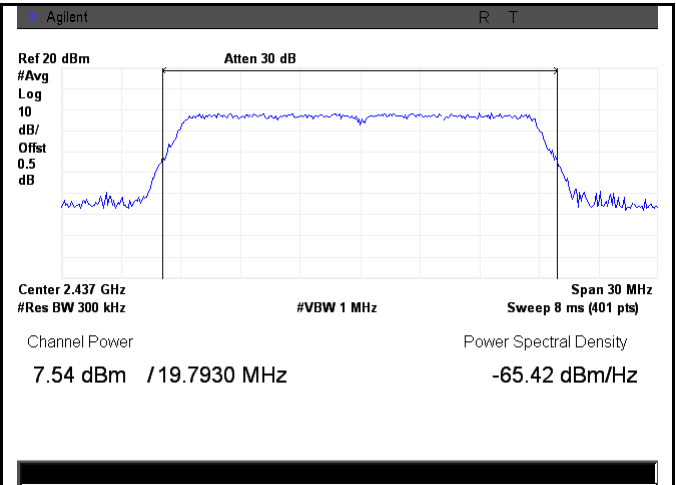 Agilent R T
Ref 20 dBm Atten 30 dB
#Avg
Log
10
dB/
Offst
0.5
dB
Center 2.437 GHz Span 30 MHz
#Res BW 300 kHz #VBW 1 MHz Sweep 8 ms (401 pts)
Channel Power Power Spectral Density
7.54 dBm / 19.7930 MHz -65.42 dBm/Hz